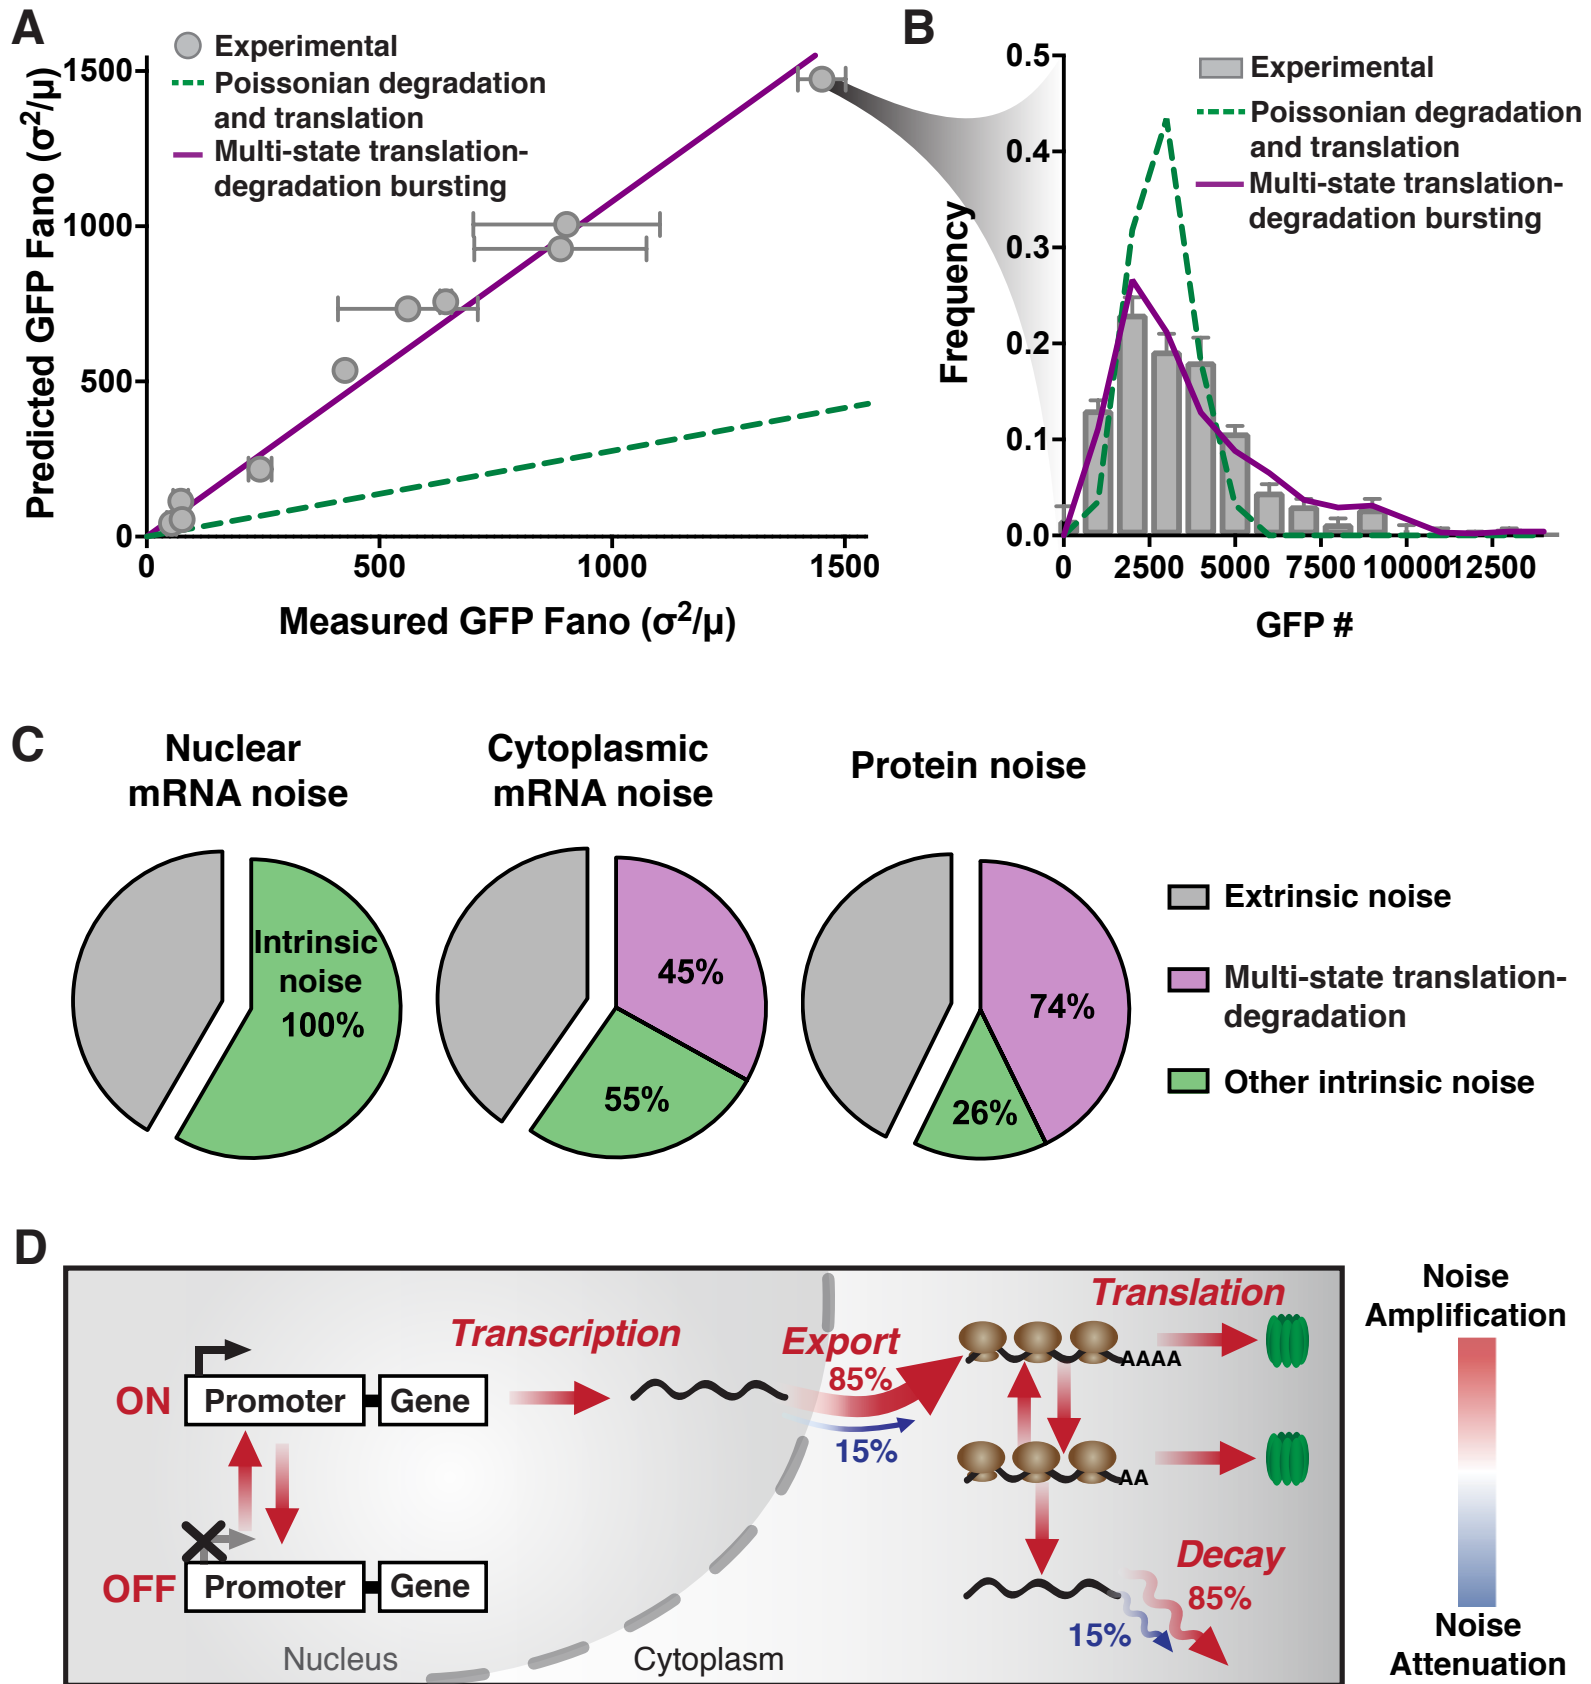 A
Experimental
Poissonian degradation
and translation
Multi-state translation-
degradation bursting
Predicted GFP Fano (σ²/μ)
1500
1000
500
0
0
500
1000
1500
Measured GFP Fano (σ²/μ)
B
Experimental
Poissonian degradation
and translation
Multi-state translation-
degradation bursting
Frequency
0.5
0.4
0.3
0.2
0.1
0.0
0
2500
5000
7500
10000
12500
GFP #
C
Nuclear
mRNA noise
Cytoplasmic
mRNA noise
Protein noise
Intrinsic
noise
100%
45%
55%
74%
26%
Extrinsic noise
Multi-state translation-
degradation
Other intrinsic noise
D
ON
Promoter
Gene
OFF
Promoter
Gene
Transcription
Export
85%
15%
Translation
AAAA
AA
Decay
85%
15%
Nucleus
Cytoplasm
Noise
Amplification
Noise
Attenuation